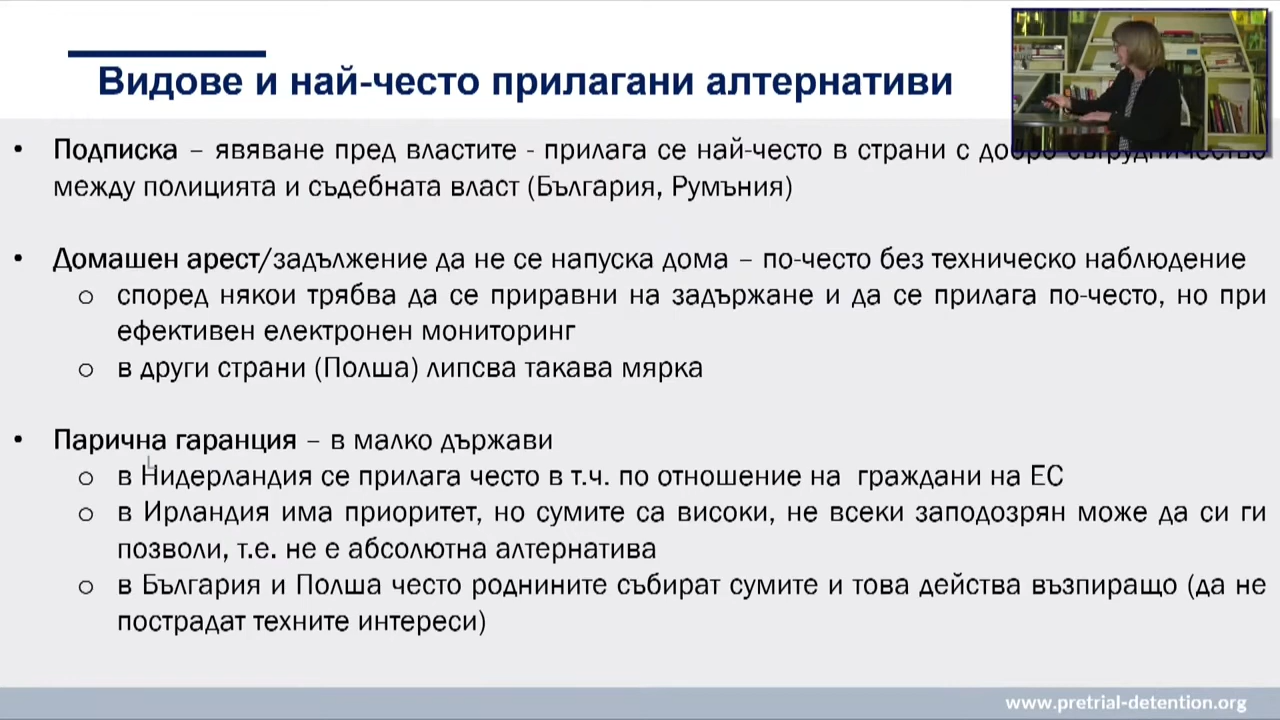 Видове и най-често прилагани алтернативи
• Подписка – явяване пред властите - прилага се най-често в страни с добро сътрудничество
между полицията и съдебната власт (България, Румъния)
• Домашен арест/задължение да не се напуска дома – по-често без техническо наблюдение
o според някои трябва да се приравни на задържане и да се прилага по-често, но при
ефективен електронен мониторинг
o в други страни (Полша) липсва такава мярка
• Парична гаранция – в малко държави
o в Нидерландия се прилага често в т.ч. по отношение на граждани на ЕС
o в Ирландия има приоритет, но сумите са високи, не всеки заподозрян може да си ги
позволи, т.е. не е абсолютна алтернатива
o в България и Полша често роднините събират сумите и това действа възпиращо (да не
пострадат техните интереси)
www.pretrial-detention.org